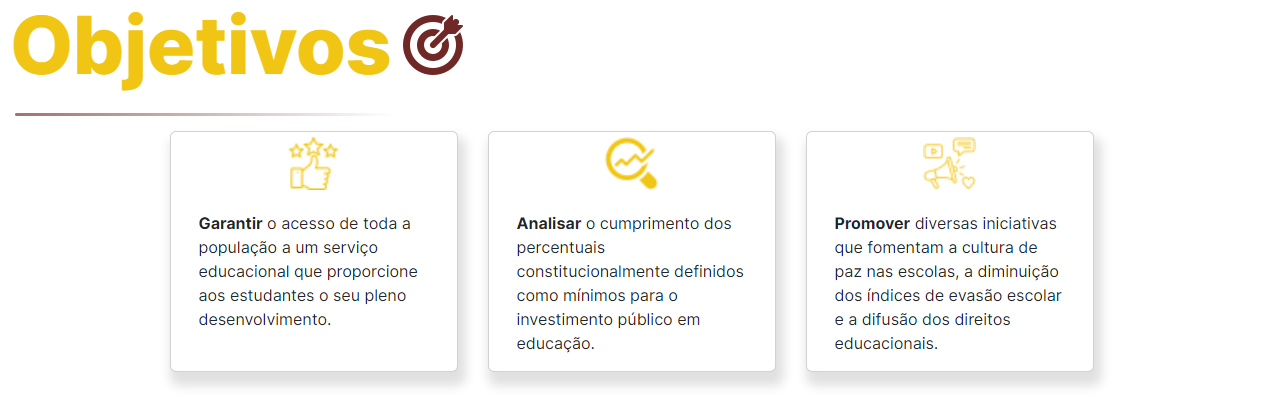 Objetivos
Garantir o acesso de toda a
população a um serviço
educacional que proporcione
aos estudantes o seu pleno
desenvolvimento.
Analisar o cumprimento dos
percentuais
constitucionalmente definidos
como mínimos para o
investimento público em
educação.
Promover diversas iniciativas
que fomentam a cultura de
paz nas escolas, a diminuição
dos índices de evasão escolar
e a difusão dos direitos
educacionais.